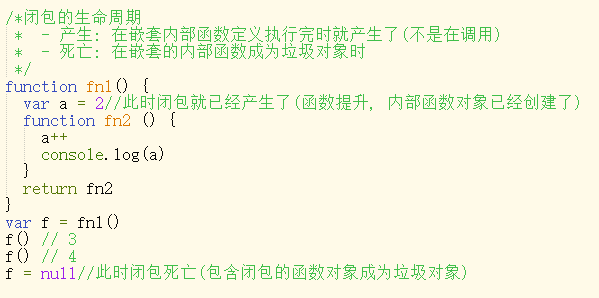 /*闭包的生命周期
 *  - 产生: 在嵌套内部函数定义执行完时就产生了(不是在调用)
 *  - 死亡: 在嵌套的内部函数成为垃圾对象时
 */
function fn1() {
  var a = 2//此时闭包就已经产生了(函数提升, 内部函数对象已经创建了)
  function fn2 () {
    a++
    console.log(a)
  }
  return fn2
}
var f = fn1()
f() // 3
f() // 4
f = null//此时闭包死亡(包含闭包的函数对象成为垃圾对象)